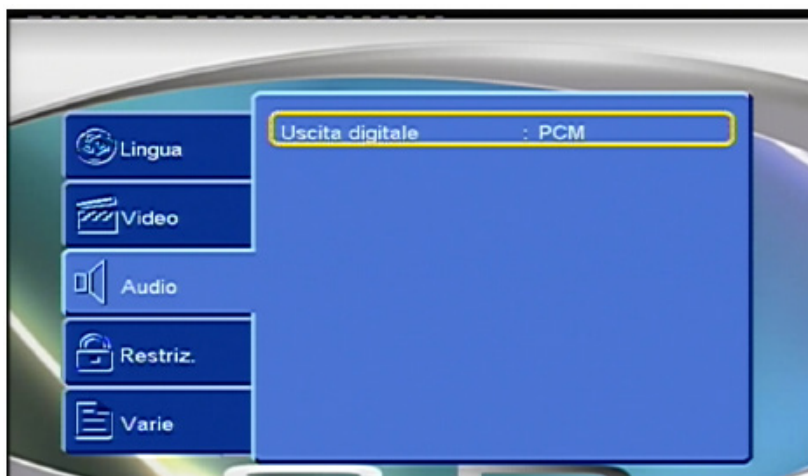 Lingua
Uscita digitale : PCM
Video
Audio
Restriz.
Varie